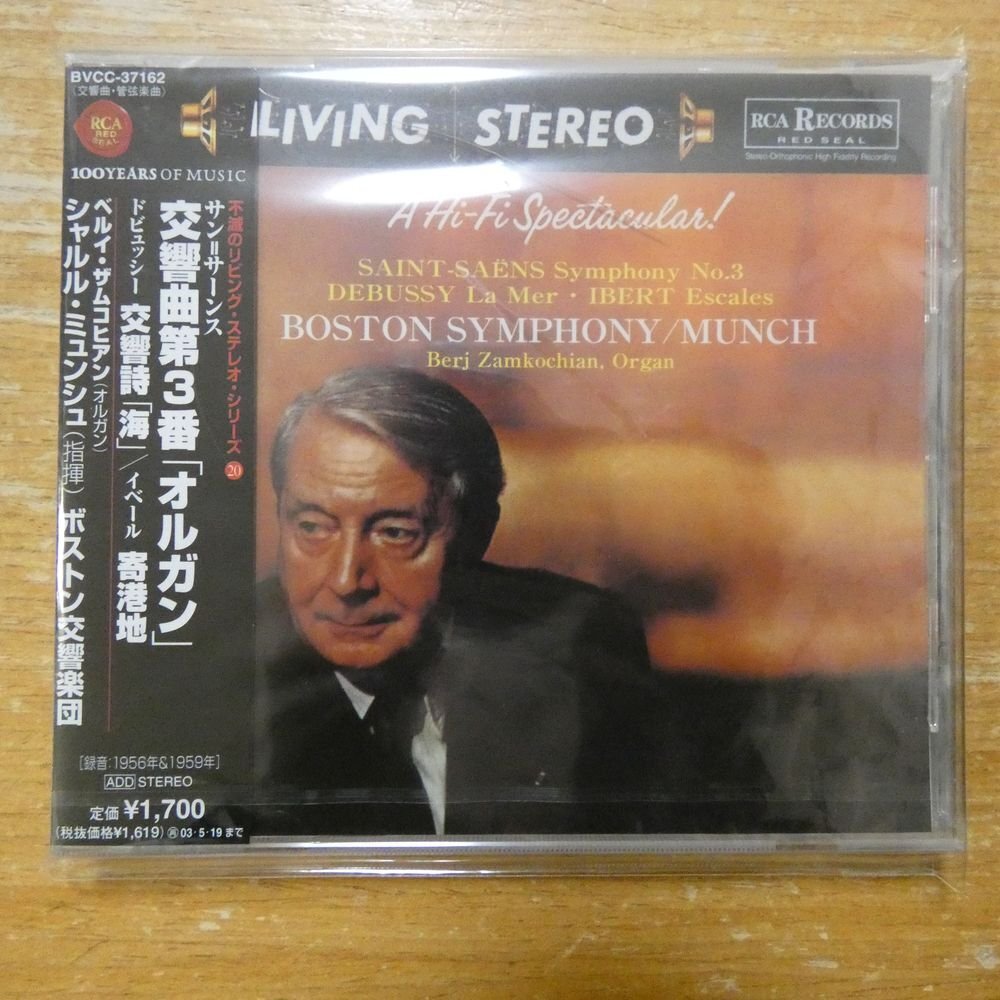 BVCC-37162
(交響曲・管弦楽曲)
RCA
RED
SEAL
100 YEARS OF MUSIC
LIVING STEREO
RCA RECORDS
RED SEAL
Stereo-Orthophonic High Fidelity Recording
A Hi-Fi Spectacular!
SAINT-SAËNS Symphony No.3
DEBUSSY La Mer · IBERT Escales
BOSTON SYMPHONY/MUNCH
Berj Zamkochian, Organ
不滅のリビング・ステレオ・シリーズ 20
サン=サーンス
交響曲第3番「オルガン」
ドビュッシー 交響詩「海」/イベール 寄港地
ベルイ・ザムコヒアン(オルガン)
シャルル・ミュンシュ(指揮) ボストン交響楽団
[録音:1956年&1959年]
ADD STEREO
定価 ¥1,700
(税抜価格¥1,619) 再 03・5・19まで